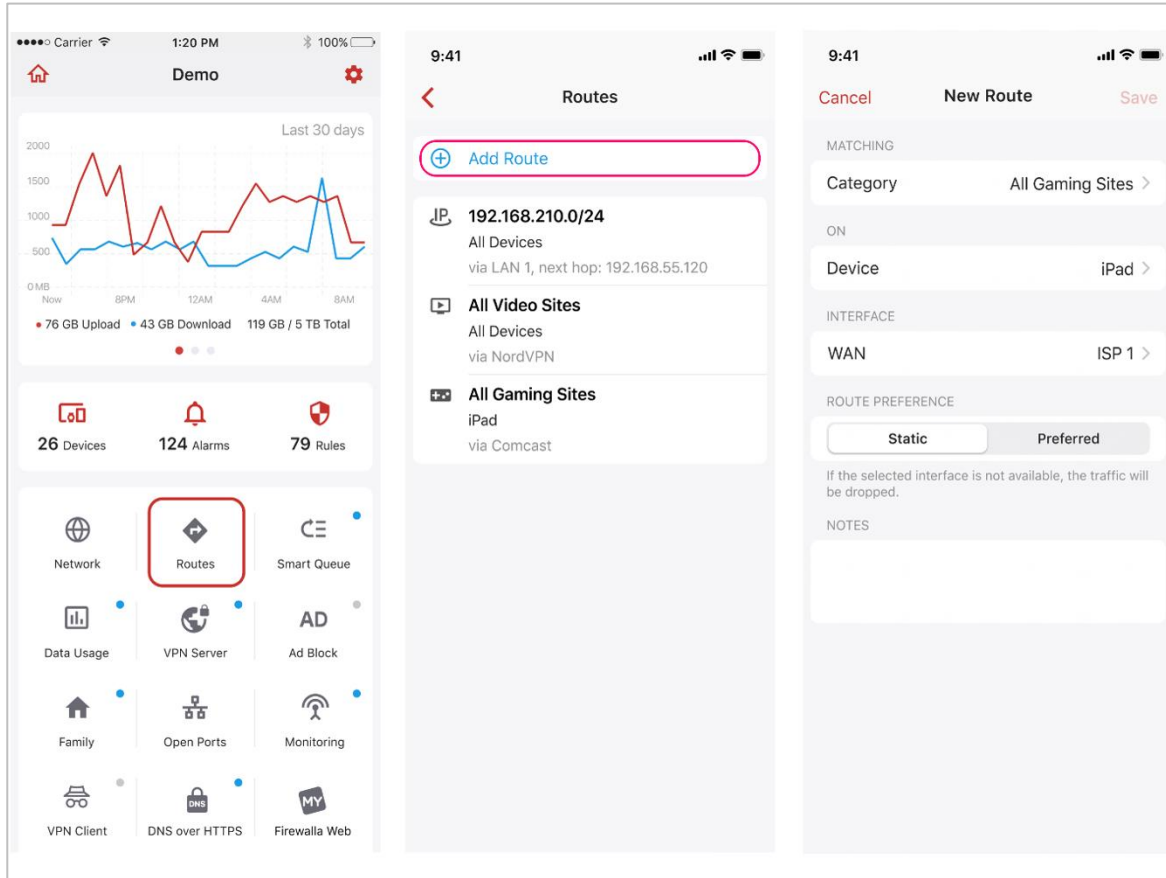 Carrier 1:20 PM 100%
Demo
Last 30 days
2000
1500
1000
500
0 MB
Now 8PM 12AM 4AM 8AM
76 GB Upload 43 GB Download 119 GB / 5 TB Total
26 Devices 124 Alarms 79 Rules
Network Routes Smart Queue
AD
Data Usage VPN Server Ad Block
Family Open Ports Monitoring
DNS MY
VPN Client DNS over HTTPS Firewalla Web
9:41
Routes
Add Route
IP 192.168.210.0/24
All Devices
via LAN 1, next hop: 192.168.55.120
All Video Sites
All Devices
via NordVPN
All Gaming Sites
iPad
via Comcast
9:41
Cancel New Route Save
MATCHING
Category All Gaming Sites
ON
Device iPad
INTERFACE
WAN ISP 1
ROUTE PREFERENCE
Static Preferred
If the selected interface is not available, the traffic will
be dropped.
NOTES